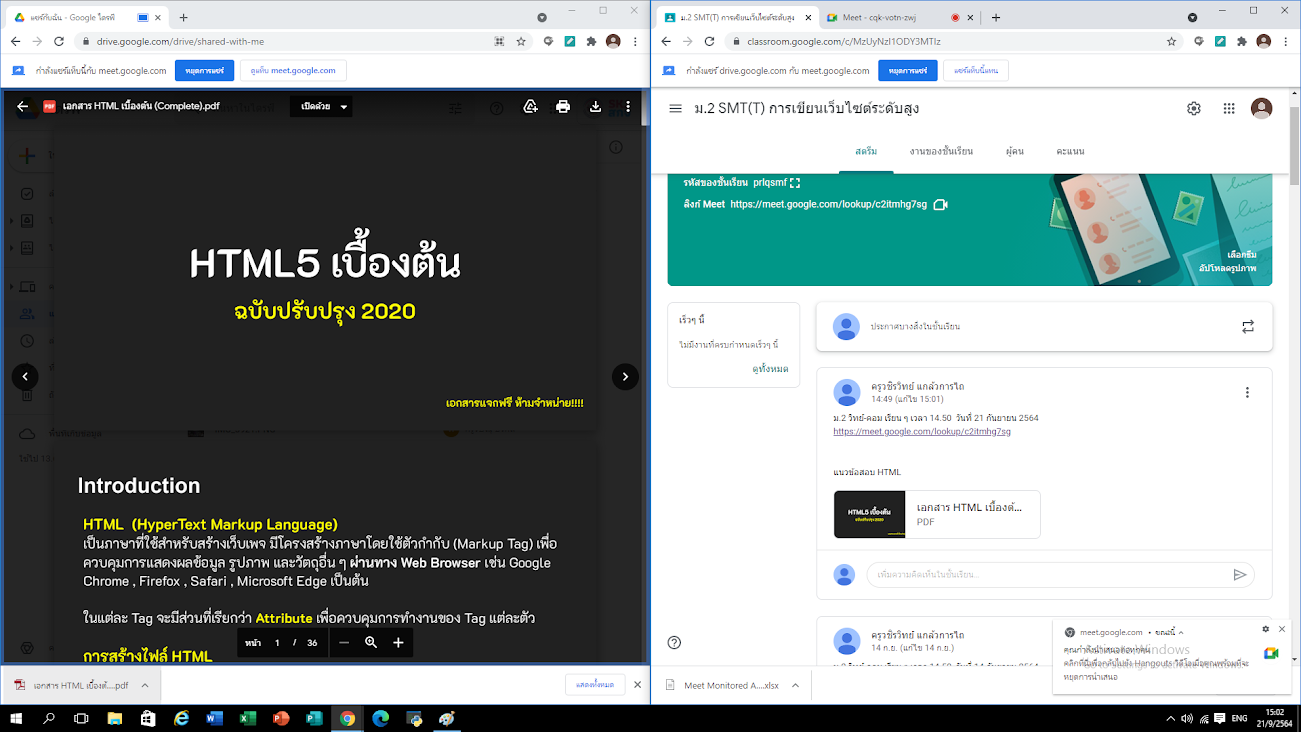 แชร์กับฉัน - Google ไดรฟ์
drive.google.com/drive/shared-with-me
กำลังแชร์แท็บนี้กับ meet.google.com
หยุดการแชร์
ดูแท็บ meet.google.com
เอกสาร HTML เบื้องต้น (Complete).pdf
เปิดด้วย
HTML5 เบื้องต้น
ฉบับปรับปรุง 2020
เอกสารแจกฟรี ห้ามจำหน่าย!!!!
Introduction
HTML (HyperText Markup Language)
เป็นภาษาที่ใช้สำหรับสร้างเว็บเพจ มีโครงสร้างภาษาโดยใช้ตัวกำกับ (Markup Tag) เพื่อ
ควบคุมการแสดงผลข้อมูล รูปภาพ และวัตถุอื่น ๆ ผ่านทาง Web Browser เช่น Google
Chrome , Firefox , Safari , Microsoft Edge เป็นต้น
ในแต่ละ Tag จะมีส่วนที่เรียกว่า Attribute เพื่อควบคุมการทำงานของ Tag แต่ละตัว
การสร้างไฟล์ HTML
หน้า 1 / 36
เอกสาร HTML เบื้องต้....pdf
แสดงทั้งหมด
ม.2 SMT(T) การเขียนเว็บไซต์ระดับสูง
Meet - cqk-votn-zwj
classroom.google.com/c/MzUyNzI1ODY3MTIz
กำลังแชร์ drive.google.com กับ meet.google.com
หยุดการแชร์
แชร์แท็บนี้แทน
ม.2 SMT(T) การเขียนเว็บไซต์ระดับสูง
สตรีม
งานของชั้นเรียน
ผู้คน
คะแนน
รหัสของชั้นเรียน prlqsmf
ลิงก์ Meet https://meet.google.com/lookup/c2itmhg7sg
เลือกธีม
อัปโหลดรูปภาพ
เร็วๆ นี้
ไม่มีงานที่ครบกำหนดเร็วๆ นี้
ดูทั้งหมด
ประกาศบางสิ่งในชั้นเรียน
ครูวชิรวิทย์ แกล้วการไถ
14:49 (แก้ไข 15:01)
ม.2 วิทย์-คอม เรียน ๆ เวลา 14.50 วันที่ 21 กันยายน 2564
https://meet.google.com/lookup/c2itmhg7sg
แนวข้อสอบ HTML
HTML5 เบื้องต้น
ฉบับปรับปรุง 2020
เอกสาร HTML เบื้องต้...
PDF
เพิ่มความคิดเห็นในชั้นเรียน...
ครูวชิรวิทย์ แกล้วการไถ
14 ก.ย. (แก้ไข 14 ก.ย.)
meet.google.com • ขณะนี้
คุณกำลังนำเสนอต่อทุกคน
คลิกที่นี่เพื่อกลับไปยัง Hangouts วิดีโอเมื่อคุณพร้อมที่จะ
หยุดการนำเสนอ
Meet Monitored A....xlsx
ENG
15:02
21/9/2564